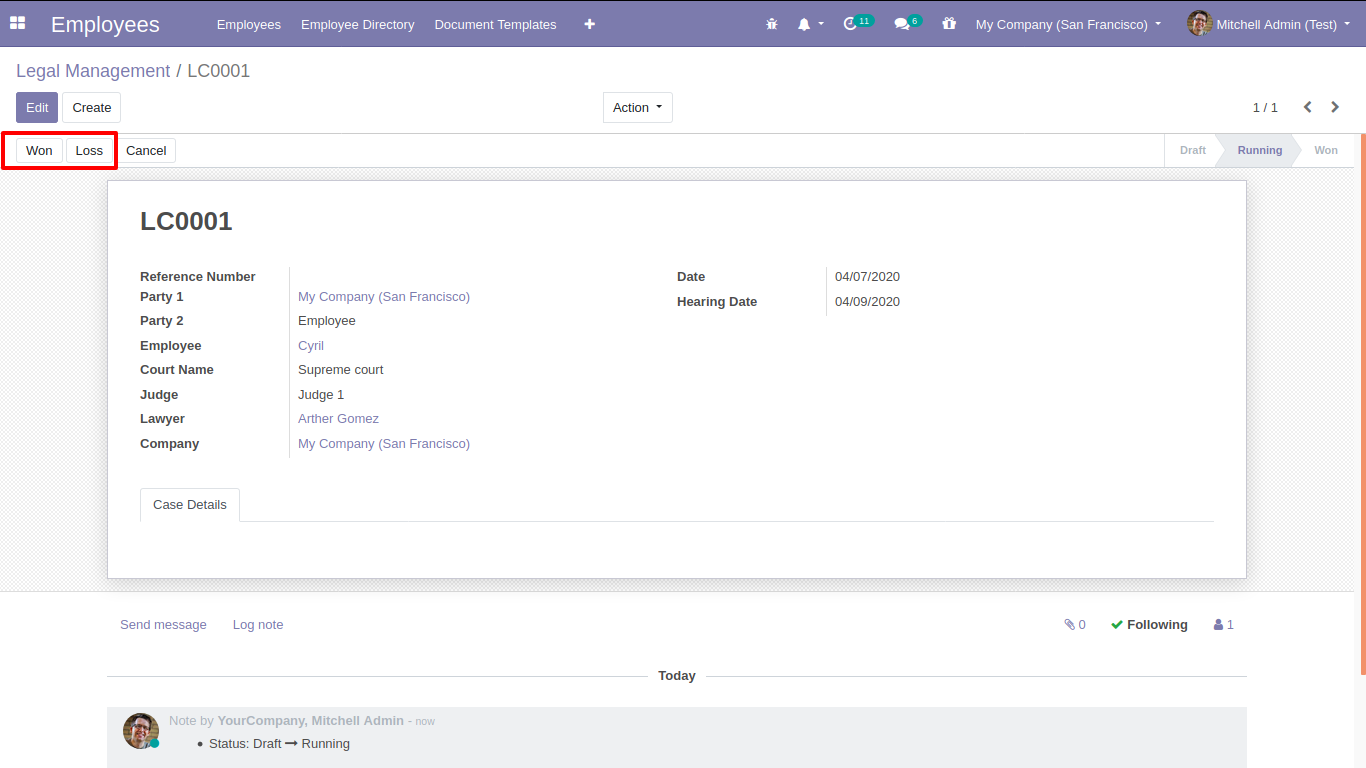 Employees Employees Employee Directory Document Templates 11 6 My Company (San Francisco) Mitchell Admin (Test)
Legal Management / LC0001
Edit Create Action 1 / 1
Won Loss Cancel Draft Running Won
LC0001
Reference Number Date 04/07/2020
Party 1 My Company (San Francisco)
Hearing Date 04/09/2020
Party 2 Employee
Employee Cyril
Court Name Supreme court
Judge Judge 1
Lawyer Arther Gomez
Company My Company (San Francisco)
Case Details
Send message Log note 0 Following 1
Today
Note by YourCompany, Mitchell Admin - now
• Status: Draft → Running